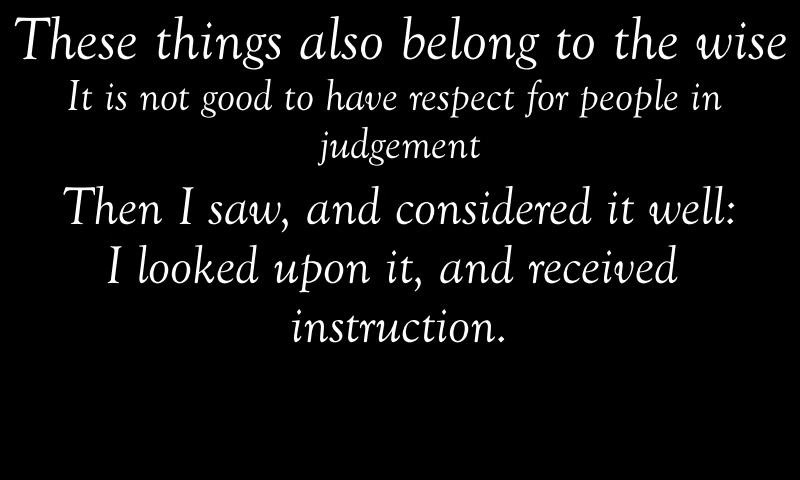 These things also belong to the wise
It is not good to have respect for people in
judgement
Then I saw, and considered it well:
I looked upon it, and received
instruction.